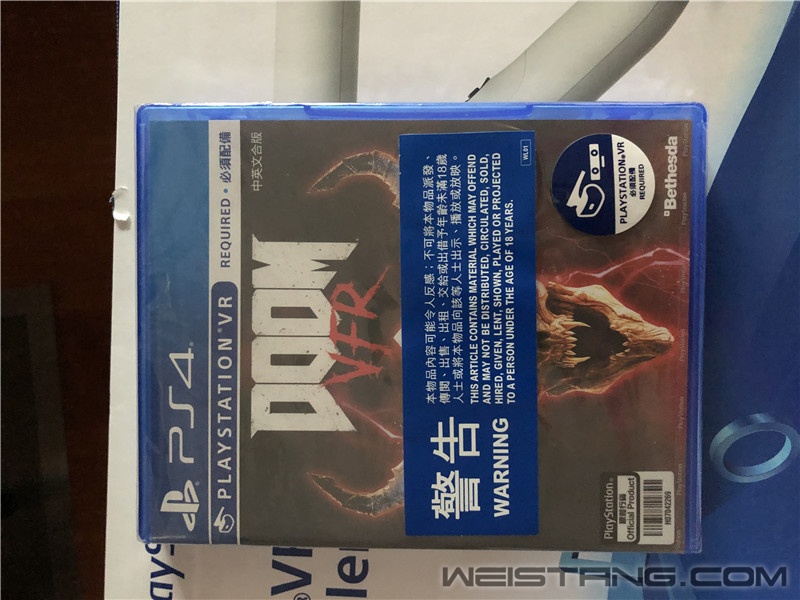 PS4
PLAYSTATION®VR
REQUIRED • 必須配備
中英文合版
DOOM
VFR
警告
WARNING
本物品內容可能令人反感；不可將本物品派發、
傳閱、出售、出租、交給或出借予年齡未滿18歲
人士或將本物品向該等人士出示、播放或放映。
THIS ARTICLE CONTAINS MATERIAL WHICH MAY OFFEND
AND MAY NOT BE DISTRIBUTED, CIRCULATED, SOLD,
HIRED, GIVEN, LENT, SHOWN, PLAYED OR PROJECTED
TO A PERSON UNDER THE AGE OF 18 YEARS.
WL01
PLAYSTATION®VR
必須配備
REQUIRED
Bethesda
PlayStation®
Official Product
H07042269
WEISTANG.COM